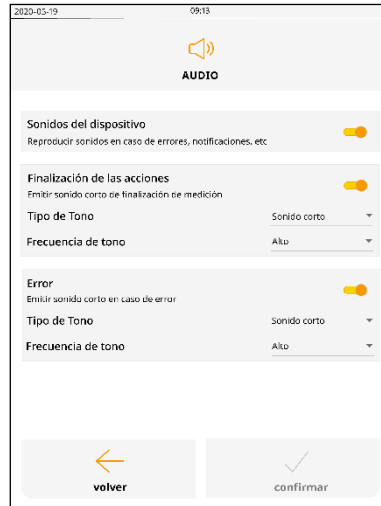 2020-05-19 09:13
AUDIO
Sonidos del dispositivo
Reproducir sonidos en caso de errores, notificaciones, etc
Finalización de las acciones
Emitir sonido corto de finalización de medición
Tipo de Tono Sonido corto
Frecuencia de tono Alto
Error
Emitir sonido corto en caso de error
Tipo de Tono Sonido corto
Frecuencia de tono Alto
volver confirmar